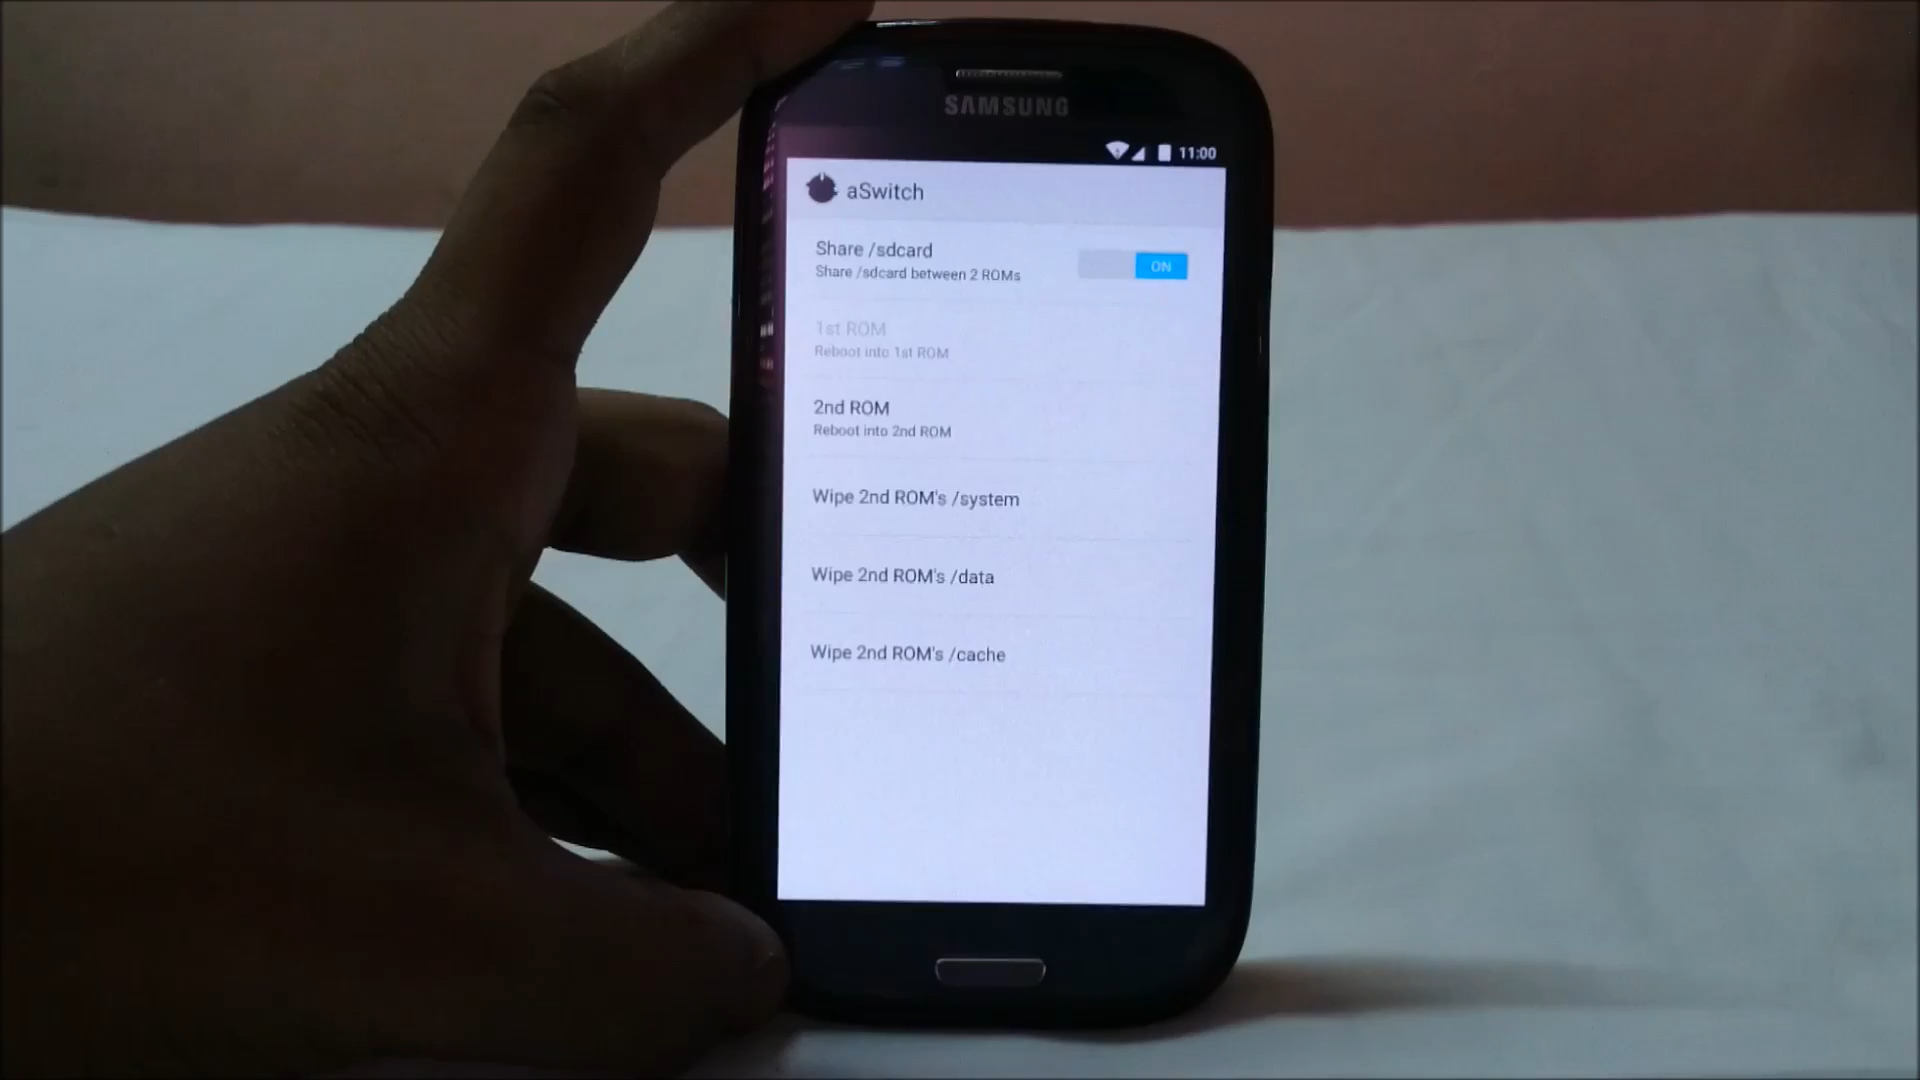 SAMSUNG
11:00
aSwitch
Share /sdcard
Share /sdcard between 2 ROMs
ON
1st ROM
Reboot into 1st ROM
2nd ROM
Reboot into 2nd ROM
Wipe 2nd ROM's /system
Wipe 2nd ROM's /data
Wipe 2nd ROM's /cache